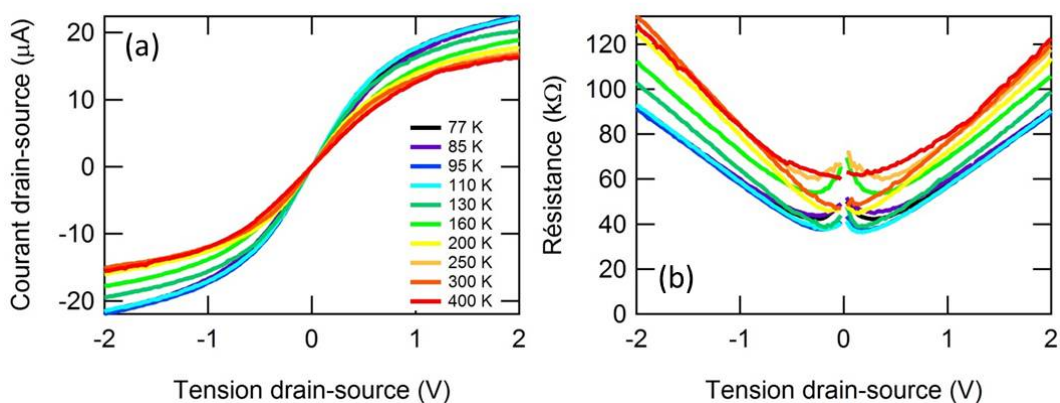 (a)
Courant drain-source (μA)
20
10
0
-10
-20
77 K
85 K
95 K
110 K
130 K
160 K
200 K
250 K
300 K
400 K
-2
-1
0
1
2
Tension drain-source (V)
(b)
Résistance (kΩ)
120
100
80
60
40
20
0
-2
-1
0
1
2
Tension drain-source (V)